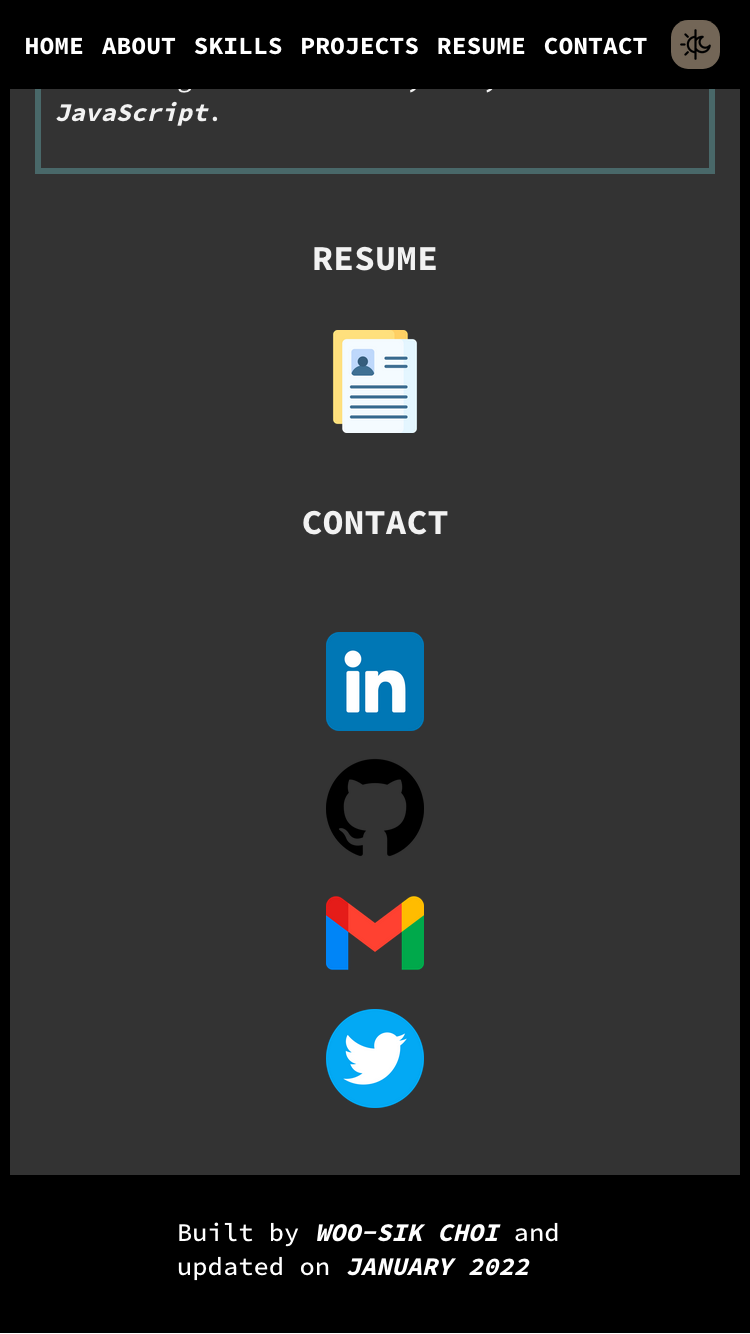 HOME ABOUT SKILLS PROJECTS RESUME CONTACT
JavaScript.
RESUME
CONTACT
in
Built by WOO-SIK CHOI and
updated on JANUARY 2022